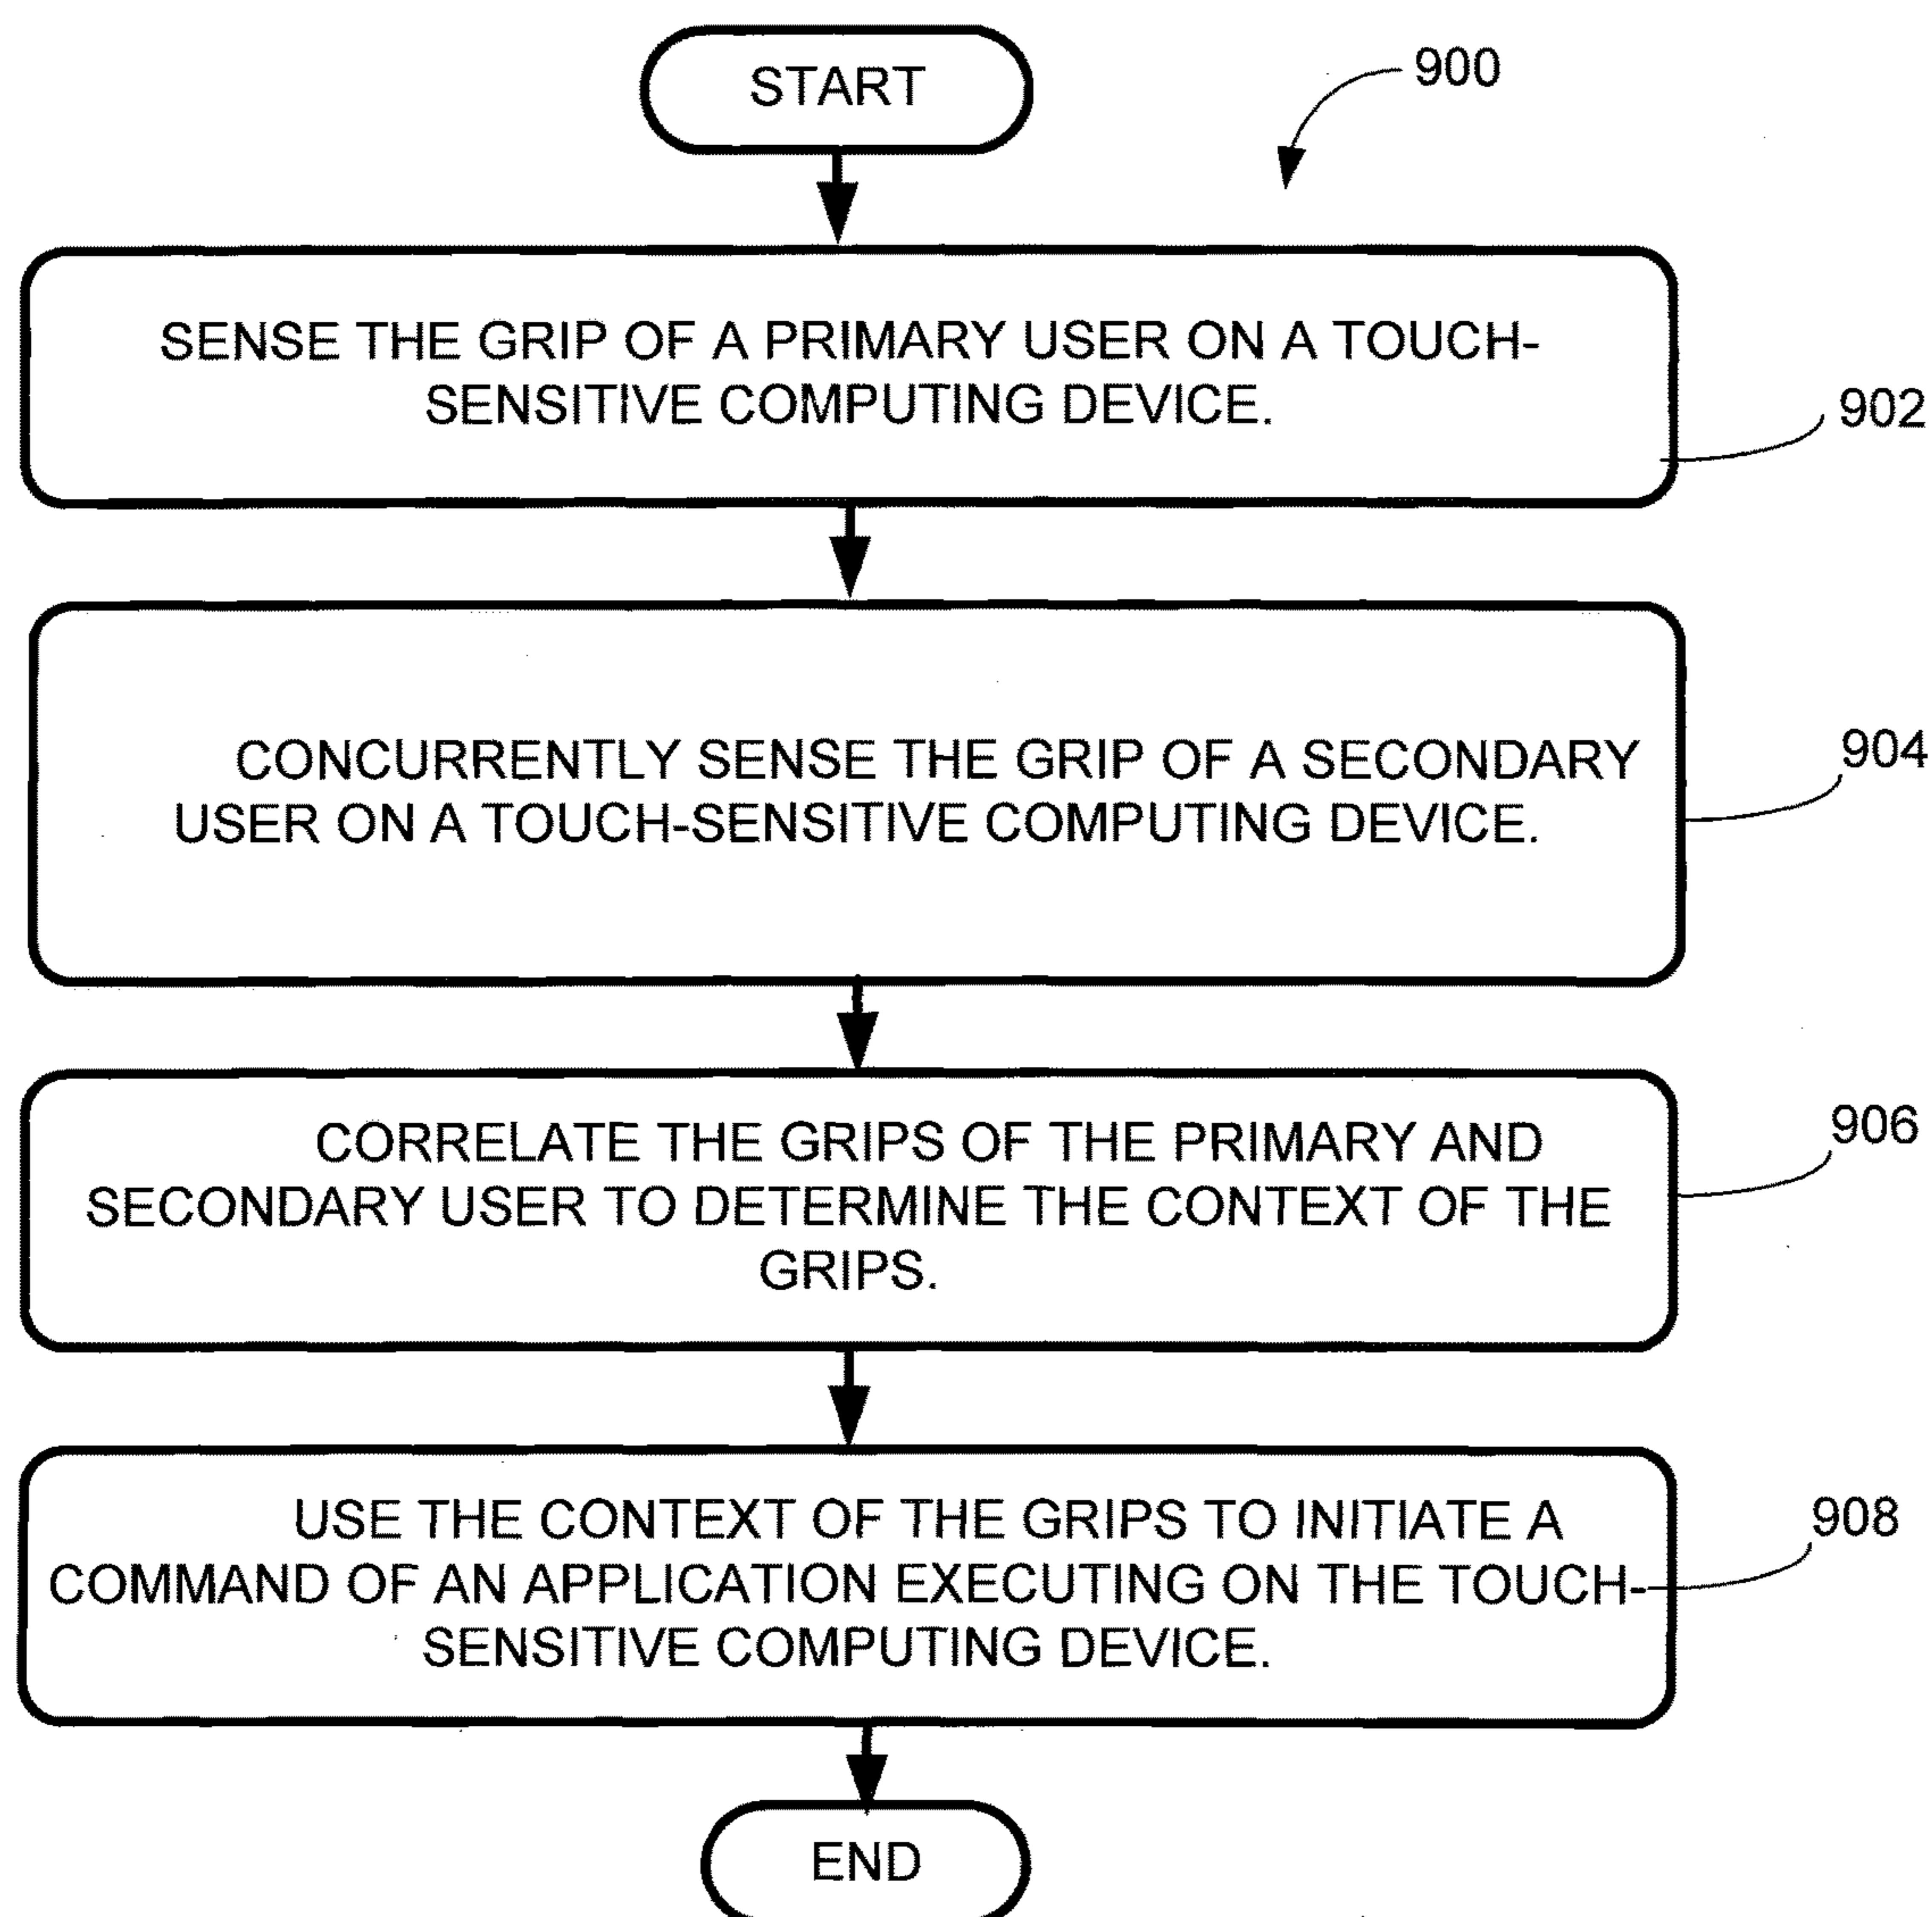 START
900
SENSE THE GRIP OF A PRIMARY USER ON A TOUCH-
SENSITIVE COMPUTING DEVICE.
902
CONCURRENTLY SENSE THE GRIP OF A SECONDARY
USER ON A TOUCH-SENSITIVE COMPUTING DEVICE.
904
CORRELATE THE GRIPS OF THE PRIMARY AND
SECONDARY USER TO DETERMINE THE CONTEXT OF THE
GRIPS.
906
USE THE CONTEXT OF THE GRIPS TO INITIATE A
COMMAND OF AN APPLICATION EXECUTING ON THE TOUCH-
SENSITIVE COMPUTING DEVICE.
908
END